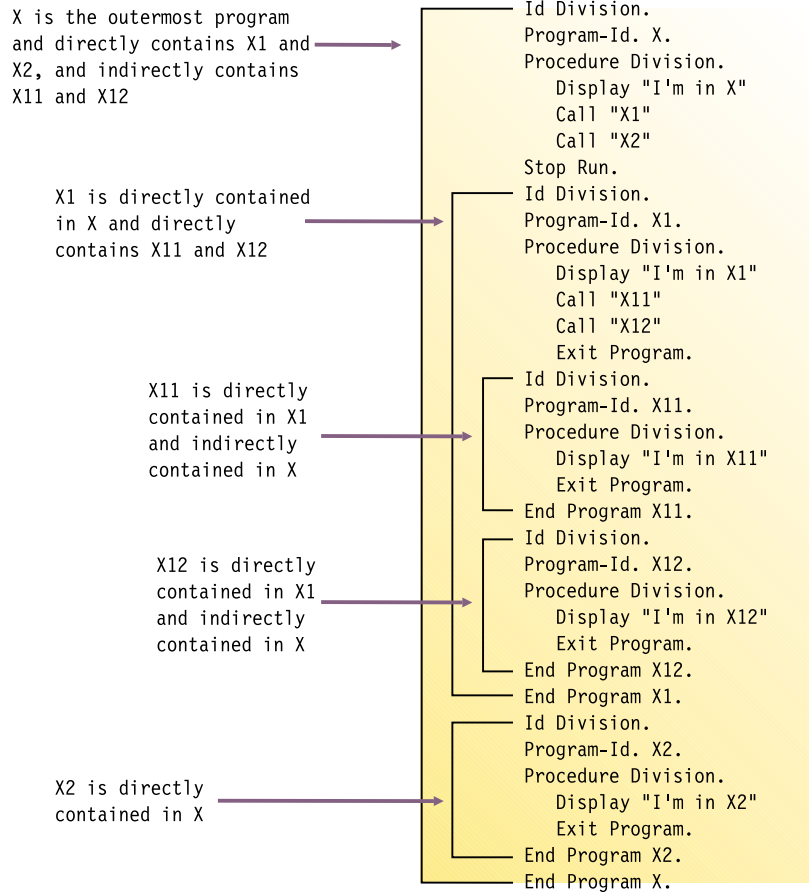 X is the outermost program
and directly contains X1 and
X2, and indirectly contains
X11 and X12
X1 is directly contained
in X and directly
contains X11 and X12
X11 is directly
contained in X1
and indirectly
contained in X
X12 is directly
contained in X1
and indirectly
contained in X
X2 is directly
contained in X
Id Division.
Program-Id. X.
Procedure Division.
Display "I'm in X"
Call "X1"
Call "X2"
Stop Run.
Id Division.
Program-Id. X1.
Procedure Division.
Display "I'm in X1"
Call "X11"
Call "X12"
Exit Program.
Id Division.
Program-Id. X11.
Procedure Division.
Display "I'm in X11"
Exit Program.
End Program X11.
Id Division.
Program-Id. X12.
Procedure Division.
Display "I'm in X12"
Exit Program.
End Program X12.
End Program X1.
Id Division.
Program-Id. X2.
Procedure Division.
Display "I'm in X2"
Exit Program.
End Program X2.
End Program X.